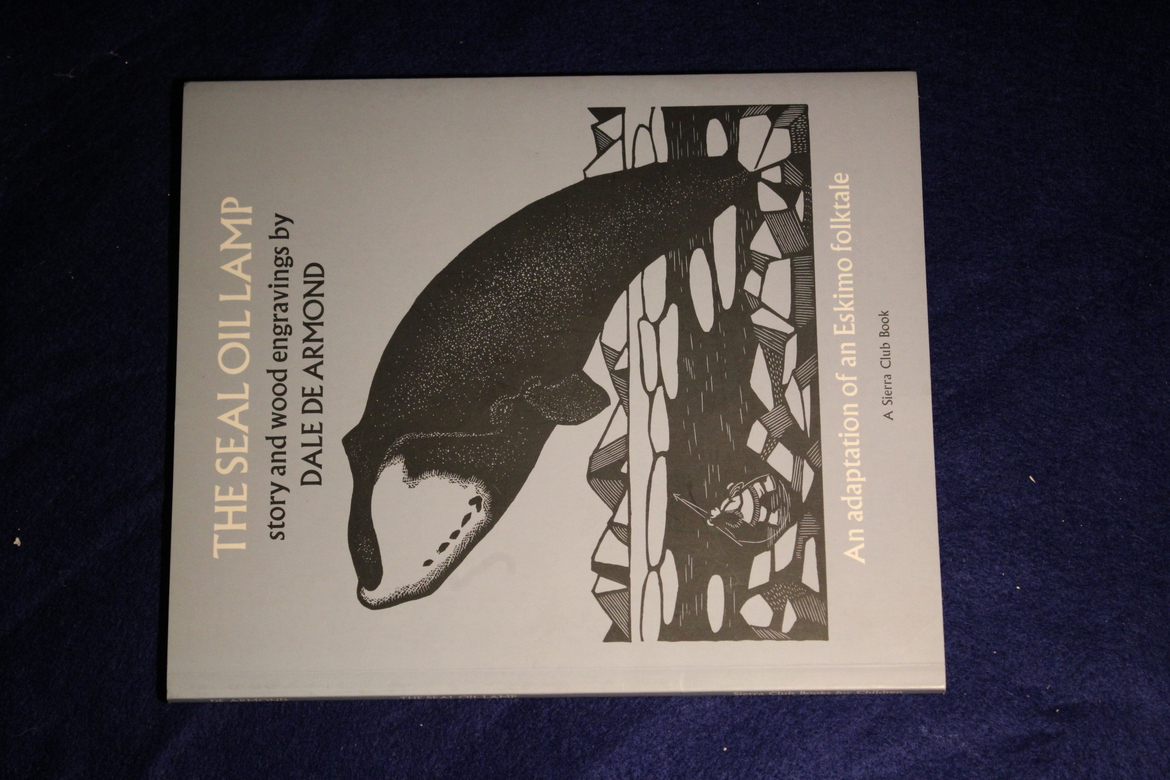 THE SEAL OIL LAMP
story and wood engravings by
DALE DE ARMOND
An adaptation of an Eskimo folktale
A Sierra Club Book
DE ARMOND
THE SEAL OIL LAMP
Sierra Club Books for Children